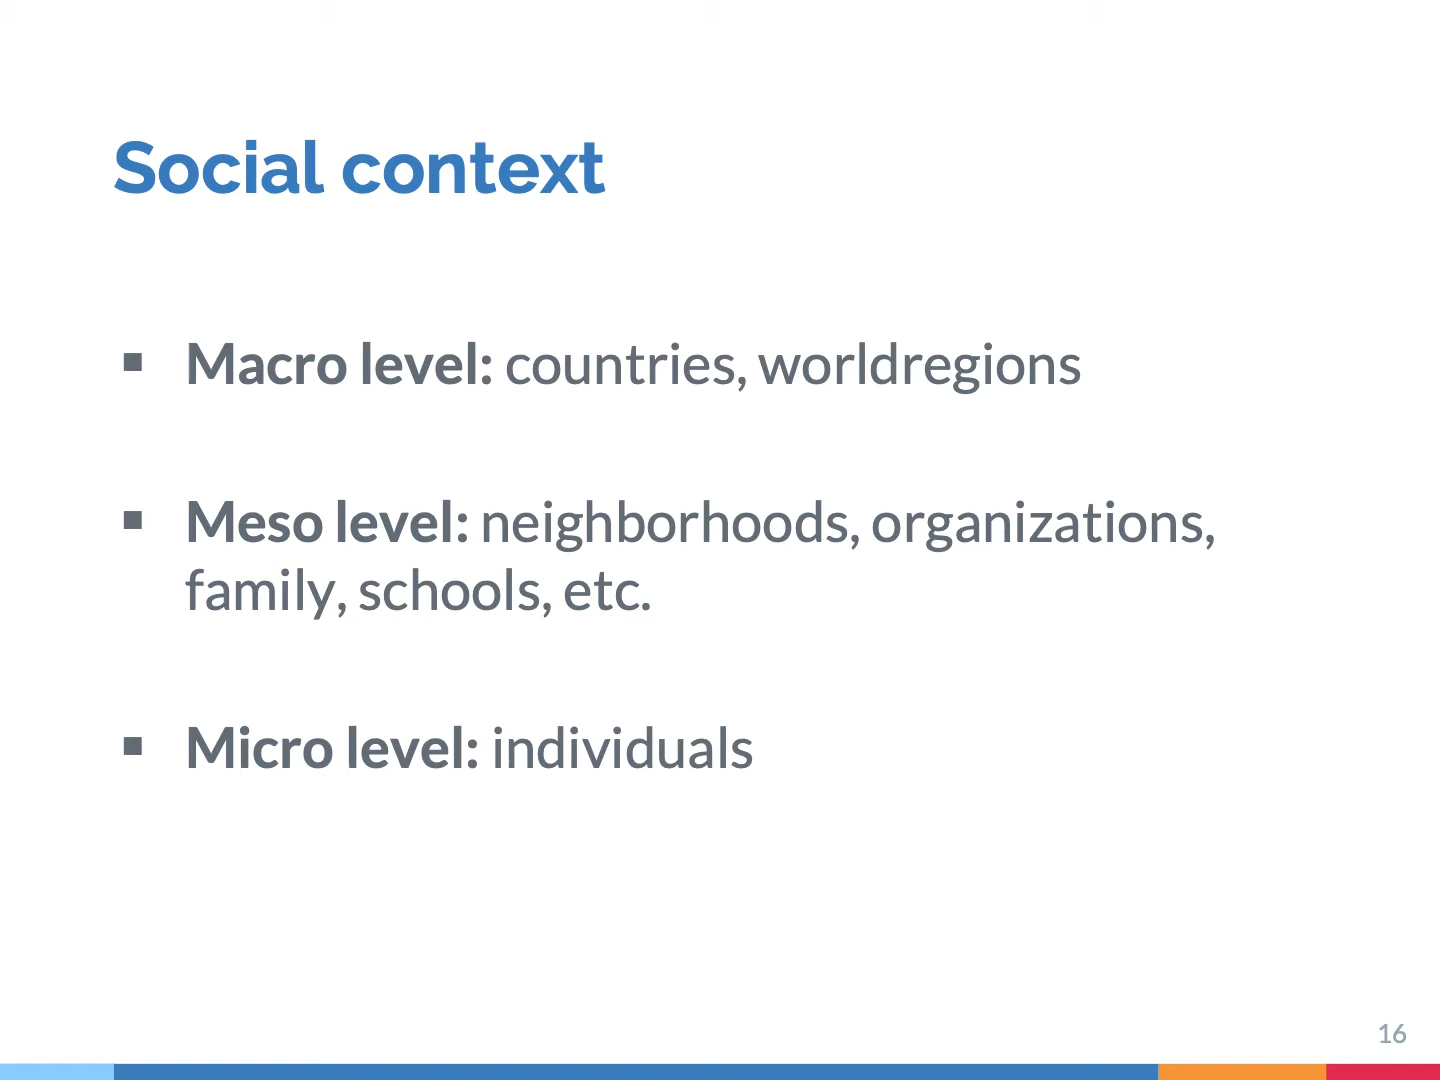 Social context
▪ Macro level: countries, worldregions
▪ Meso level: neighborhoods, organizations,
family, schools, etc.
▪ Micro level: individuals
16